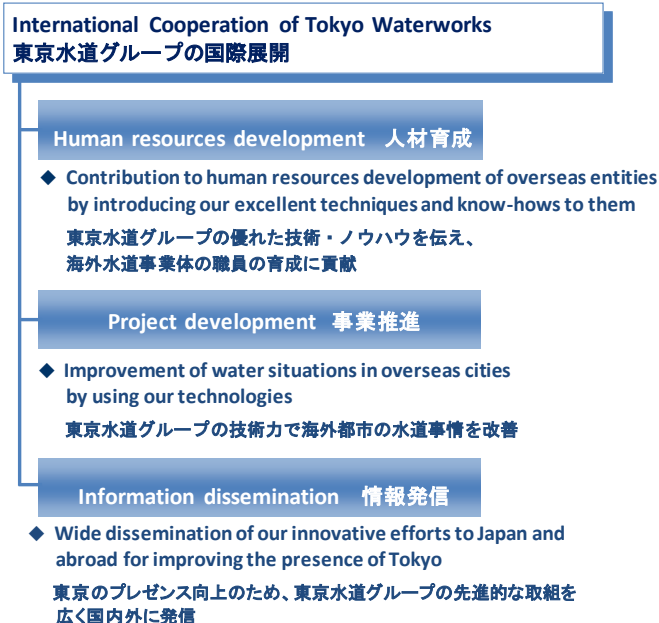 International Cooperation of Tokyo Waterworks
東京水道グループの国際展開
Human resources development 人材育成
◆ Contribution to human resources development of overseas entities
by introducing our excellent techniques and know-hows to them
東京水道グループの優れた技術・ノウハウを伝え、
海外水道事業体の職員の育成に貢献
Project development 事業推進
◆ Improvement of water situations in overseas cities
by using our technologies
東京水道グループの技術力で海外都市の水道事情を改善
Information dissemination 情報発信
◆ Wide dissemination of our innovative efforts to Japan and
abroad for improving the presence of Tokyo
東京のプレゼンス向上のため、東京水道グループの先進的な取組を
広く国内外に発信